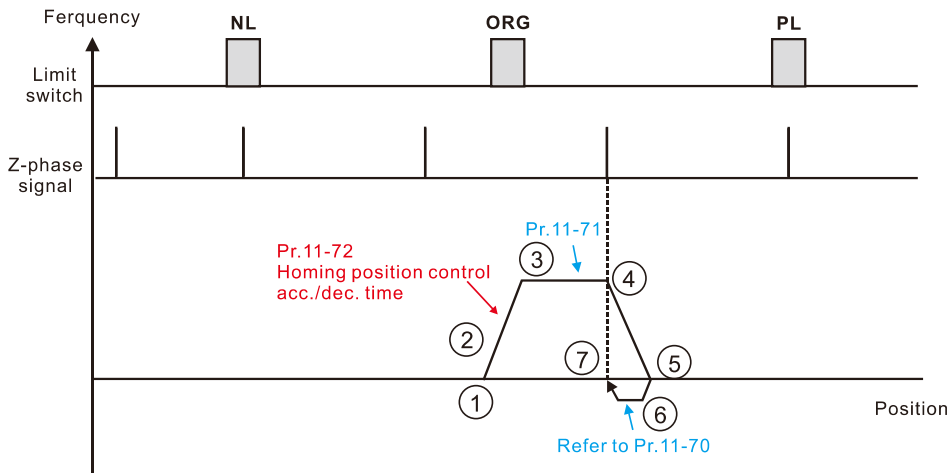 Ferquency
NL
ORG
PL
Limit
switch
Z-phase
signal
Pr.11-71
Pr.11-72
Homing position control
acc./dec. time
3
4
2
7
5
1
6
Position
Refer to Pr.11-70